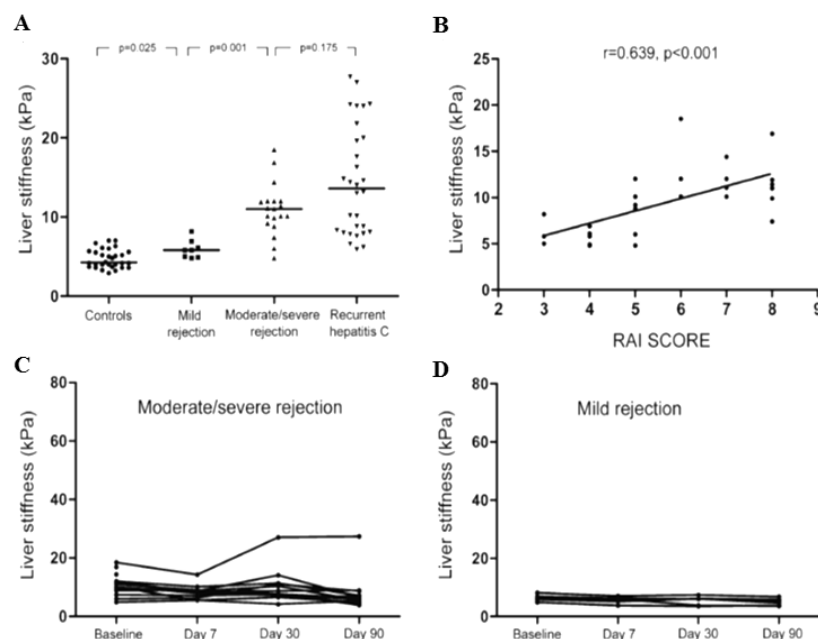 A
p=0.025 p=0.001 p=0.175
Liver stiffness (kPa)
30
20
10
0
Controls Mild rejection Moderate/severe rejection Recurrent hepatitis C
B
r=0.639, p<0.001
Liver stiffness (kPa)
25
20
15
10
5
0
2 3 4 5 6 7 8 9
RAI SCORE
C
Moderate/severe rejection
Liver stiffness (kPa)
80
60
40
20
0
Baseline Day 7 Day 30 Day 90
D
Mild rejection
Liver stiffness (kPa)
80
60
40
20
0
Baseline Day 7 Day 30 Day 90